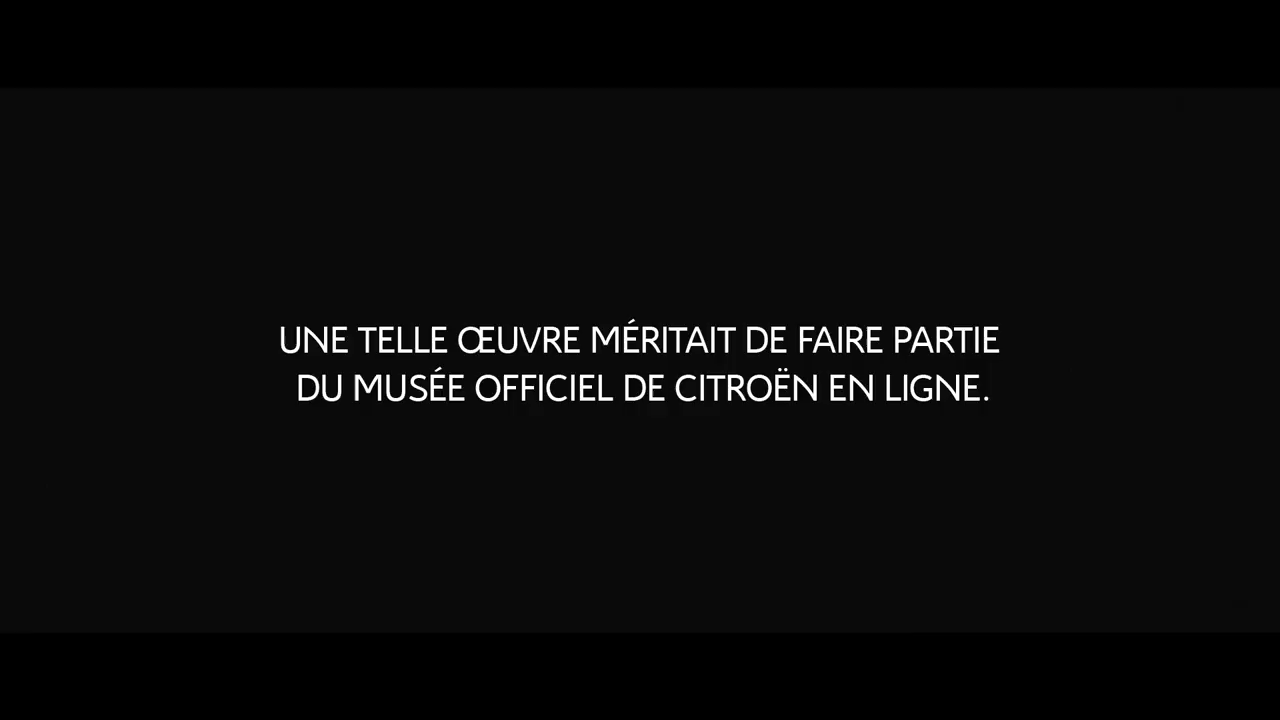 UNE TELLE ŒUVRE MÉRITAIT DE FAIRE PARTIE
DU MUSÉE OFFICIEL DE CITROËN EN LIGNE.